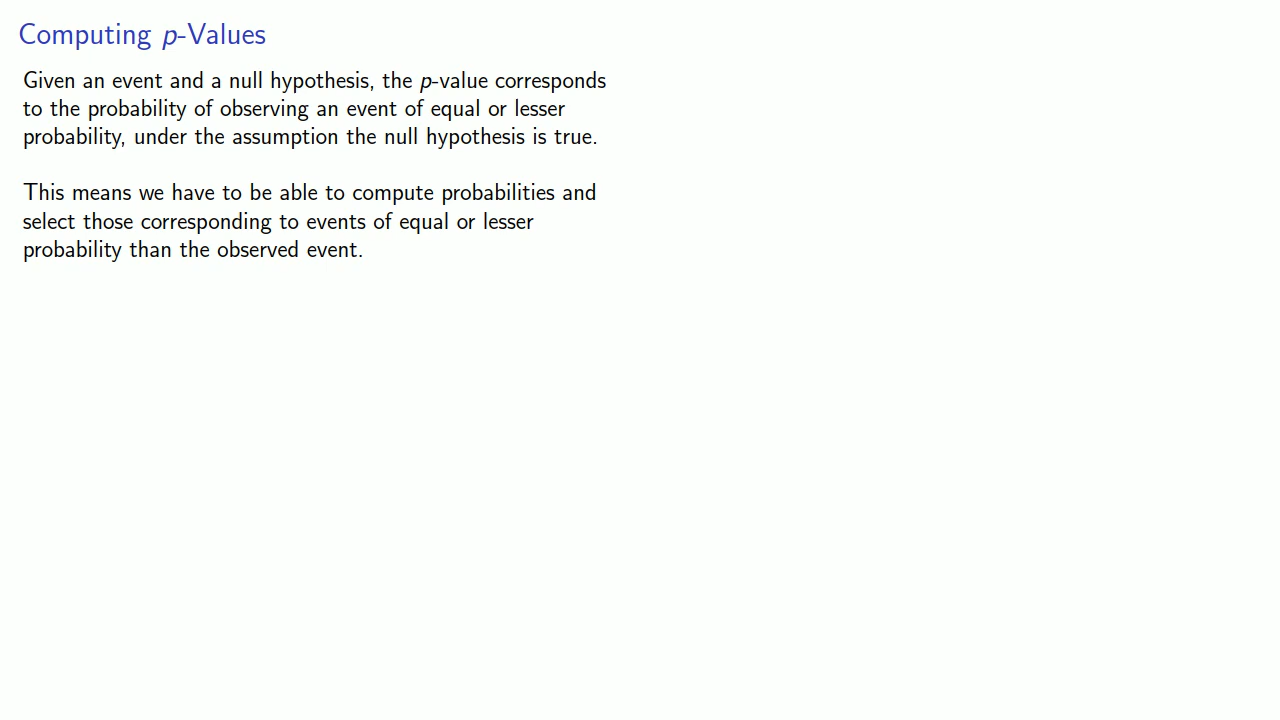 Computing p-Values
Given an event and a null hypothesis, the p-value corresponds
to the probability of observing an event of equal or lesser
probability, under the assumption the null hypothesis is true.
This means we have to be able to compute probabilities and
select those corresponding to events of equal or lesser
probability than the observed event.